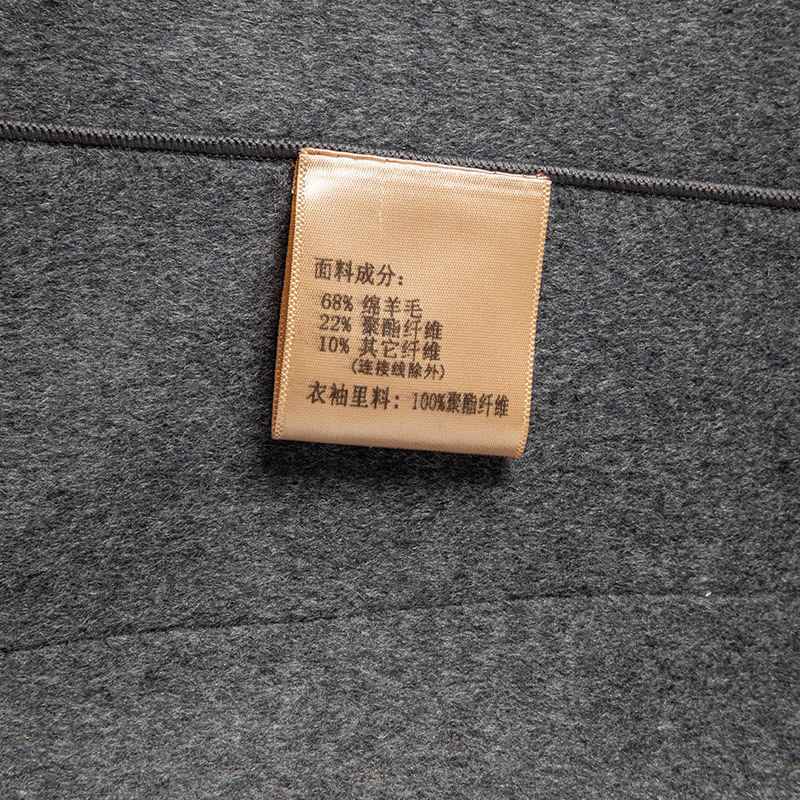 面料成分：
68% 绵羊毛
22% 聚酯纤维
10% 其它纤维
(连接线除外)
衣袖里料：100%聚酯纤维